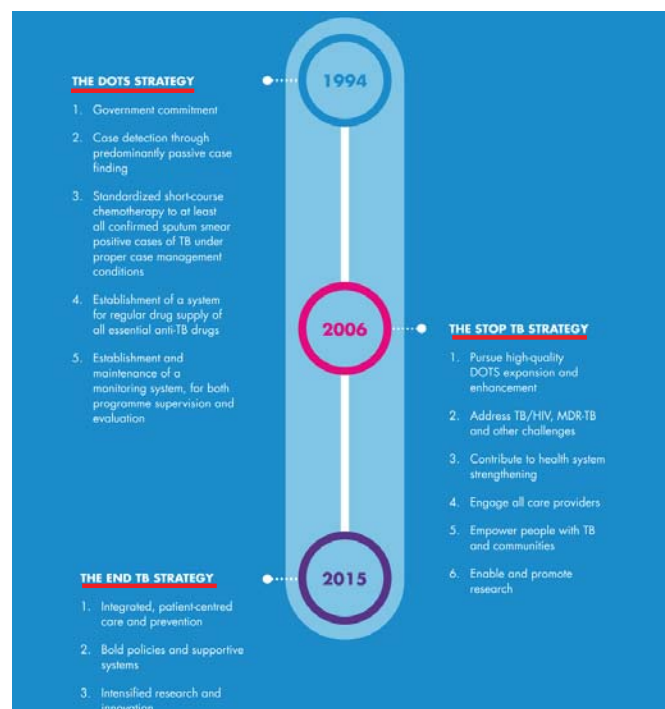 1994
THE DOTS STRATEGY
1. Government commitment
2. Case detection through
predominantly passive case
finding
3. Standardized short-course
chemotherapy to at least
all confirmed sputum smear
positive cases of TB under
proper case management
conditions
4. Establishment of a system
for regular drug supply of
all essential anti-TB drugs
5. Establishment and
maintenance of a
monitoring system, for both
programme supervision and
evaluation
2006
THE STOP TB STRATEGY
1. Pursue high-quality
DOTS expansion and
enhancement
2. Address TB/HIV, MDR-TB
and other challenges
3. Contribute to health system
strengthening
4. Engage all care providers
5. Empower people with TB
and communities
6. Enable and promote
research
2015
THE END TB STRATEGY
1. Integrated, patient-centred
care and prevention
2. Bold policies and supportive
systems
3. Intensified research and
innovation